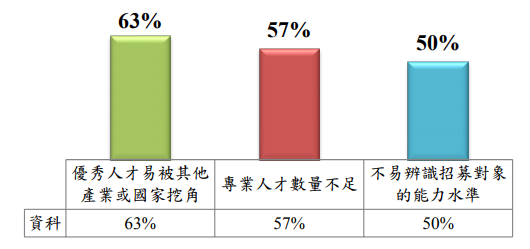 63%
57%
50%
優秀人才易被其他
產業或國家挖角
專業人才數量不足
不易辨識招募對象
的能力水準
資科
63%
57%
50%